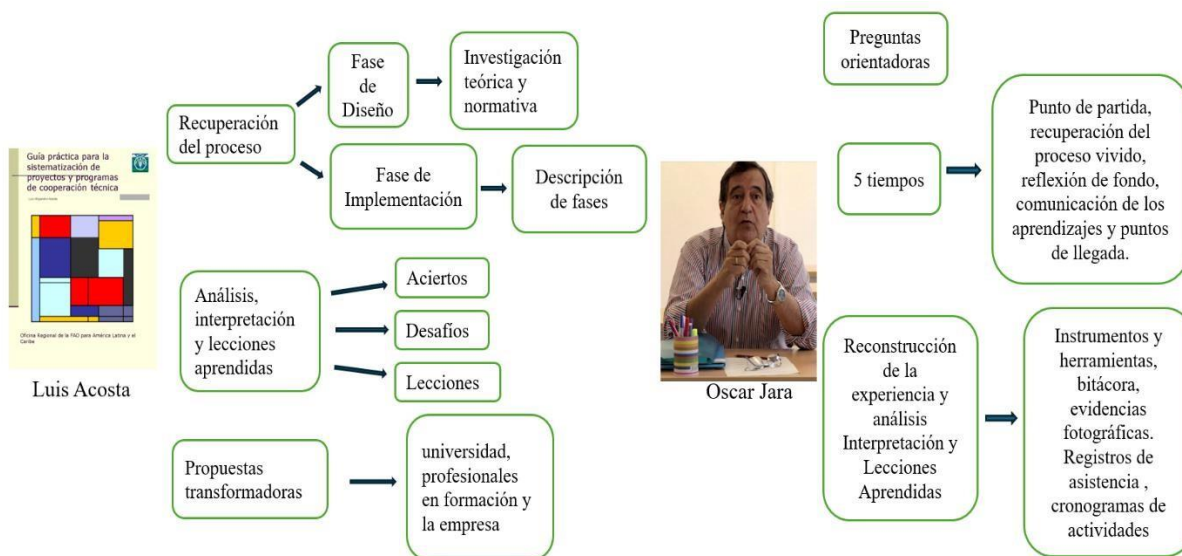 Guía práctica para la
sistematización de
proyectos y programas
de cooperación técnica
Oficina Regional de la FAO para América Latina y el
Caribe
Luis Acosta
Recuperación
del proceso
Fase
de
Diseño
Investigación
teórica y
normativa
Fase de
Implementación
Descripción
de fases
Análisis,
interpretación
y lecciones
aprendidas
Aciertos
Desafíos
Lecciones
Propuestas
transformadoras
universidad,
profesionales
en formación y
la empresa
Oscar Jara
Preguntas
orientadoras
5 tiempos
Punto de partida,
recuperación del
proceso vivido,
reflexión de fondo,
comunicación de los
aprendizajes y puntos
de llegada.
Reconstrucción
de la
experiencia y
análisis
Interpretación y
Lecciones
Aprendidas
Instrumentos y
herramientas,
bitácora,
evidencias
fotográficas.
Registros de
asistencia ,
cronogramas de
actividades